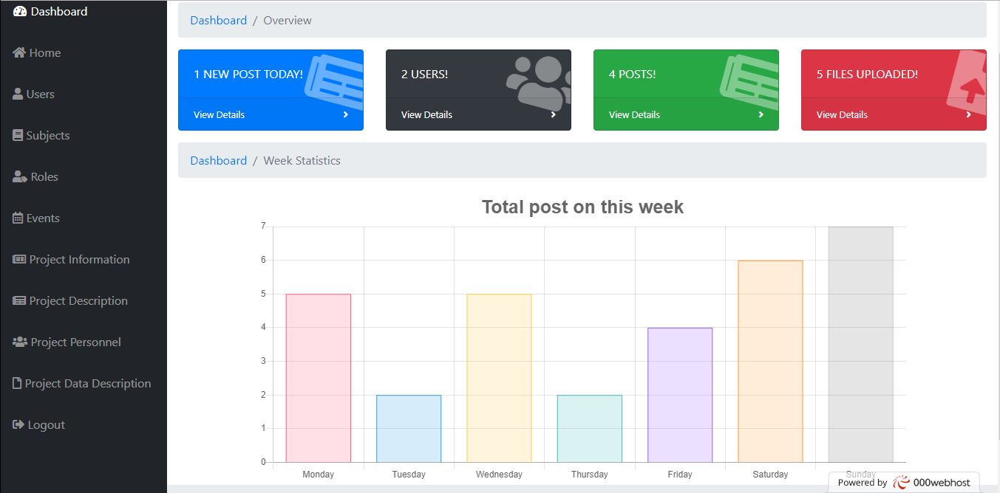 Dashboard
Home
Users
Subjects
Roles
Events
Project Information
Project Description
Project Personnel
Project Data Description
Logout
Dashboard / Overview
1 NEW POST TODAY!
View Details
2 USERS!
View Details
4 POSTS!
View Details
5 FILES UPLOADED!
View Details
Dashboard / Week Statistics
Total post on this week
7
6
5
4
3
2
1
0
Monday Tuesday Wednesday Thursday Friday Saturday Sunday
Powered by 000webhost